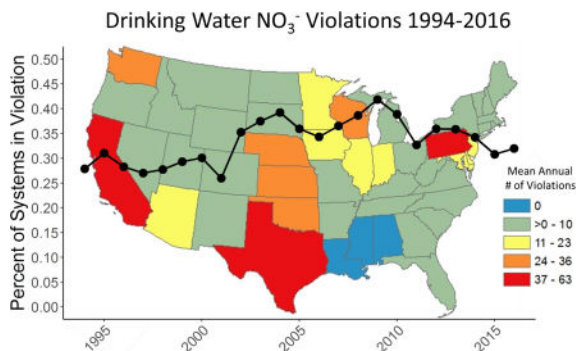 Drinking Water NO₃⁻ Violations 1994-2016
Percent of Systems in Violation
0.50
0.45
0.40
0.35
0.30
0.25
0.20
0.15
0.10
0.05
0.00
1995
2000
2005
2010
2015
Mean Annual
# of Violations
0
>0 - 10
11 - 23
24 - 36
37 - 63